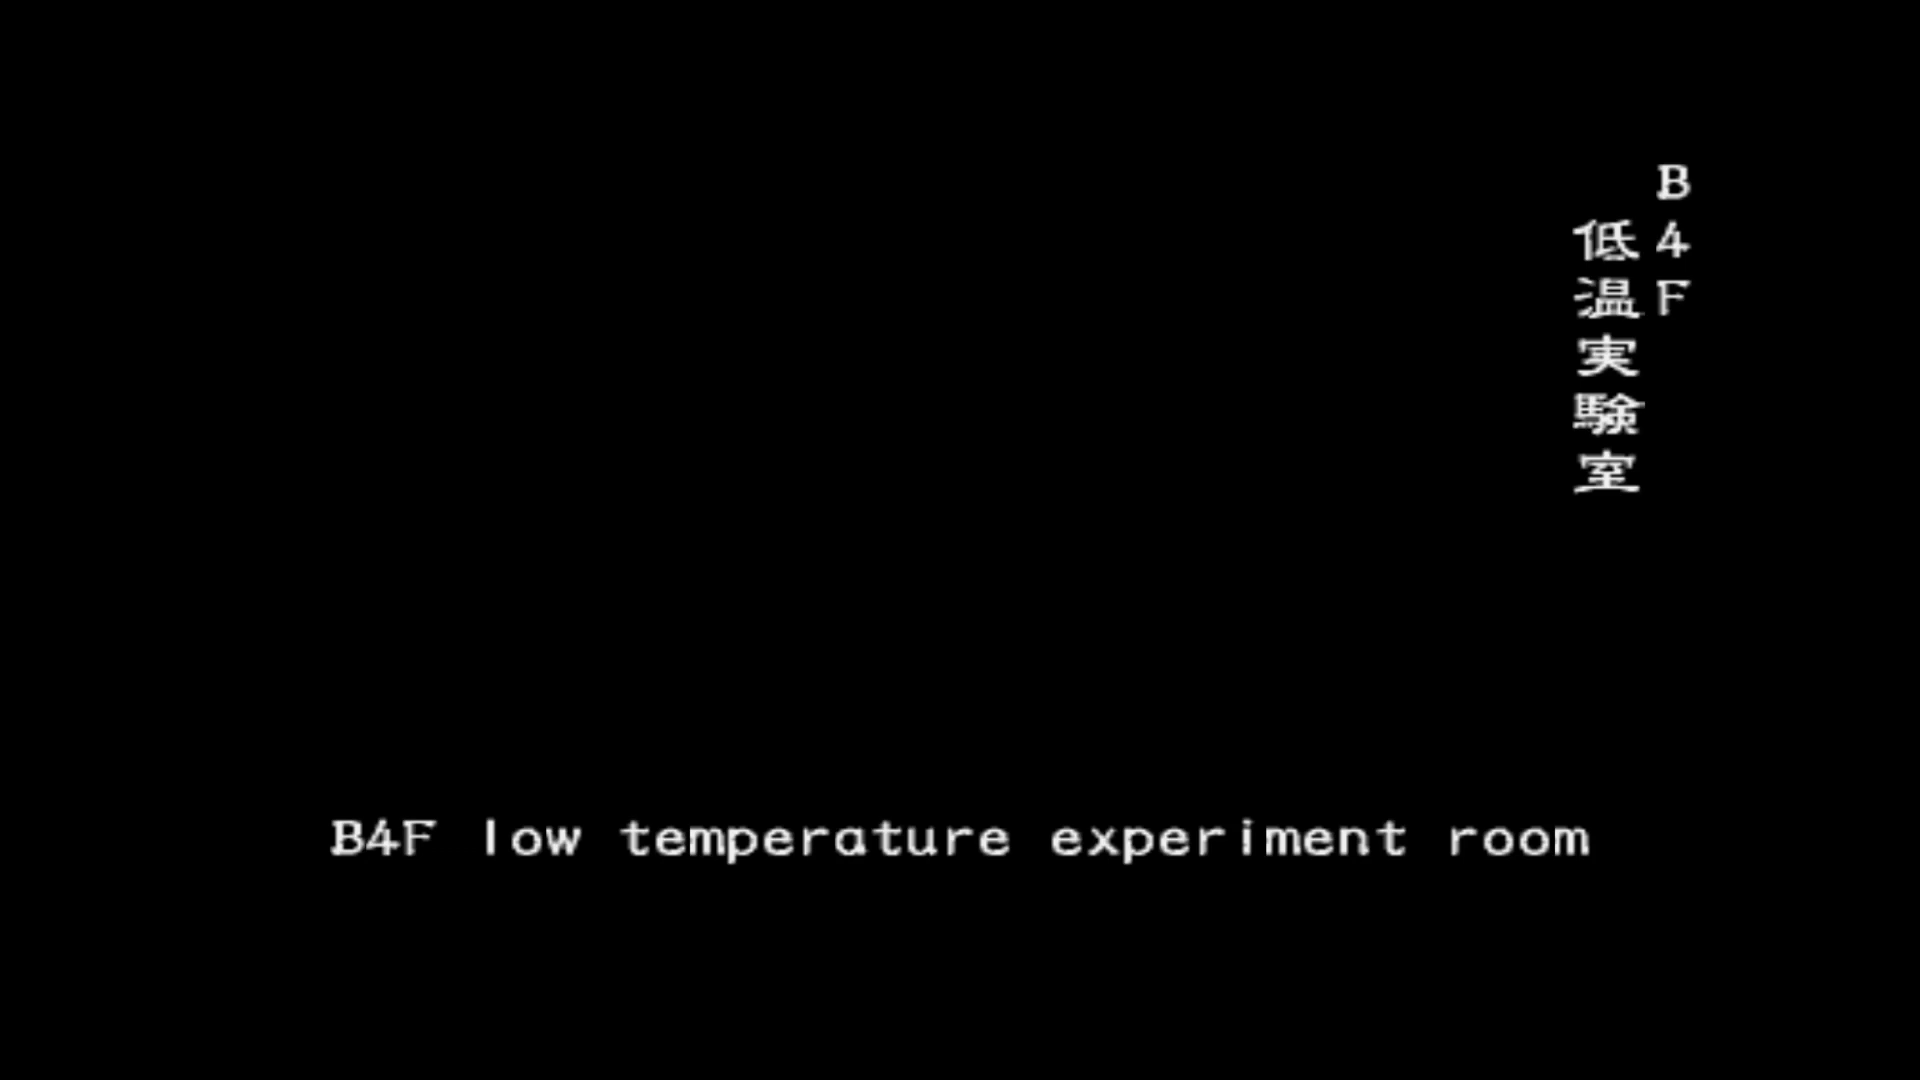 B4F
低温実験室
B4F low temperature experiment room